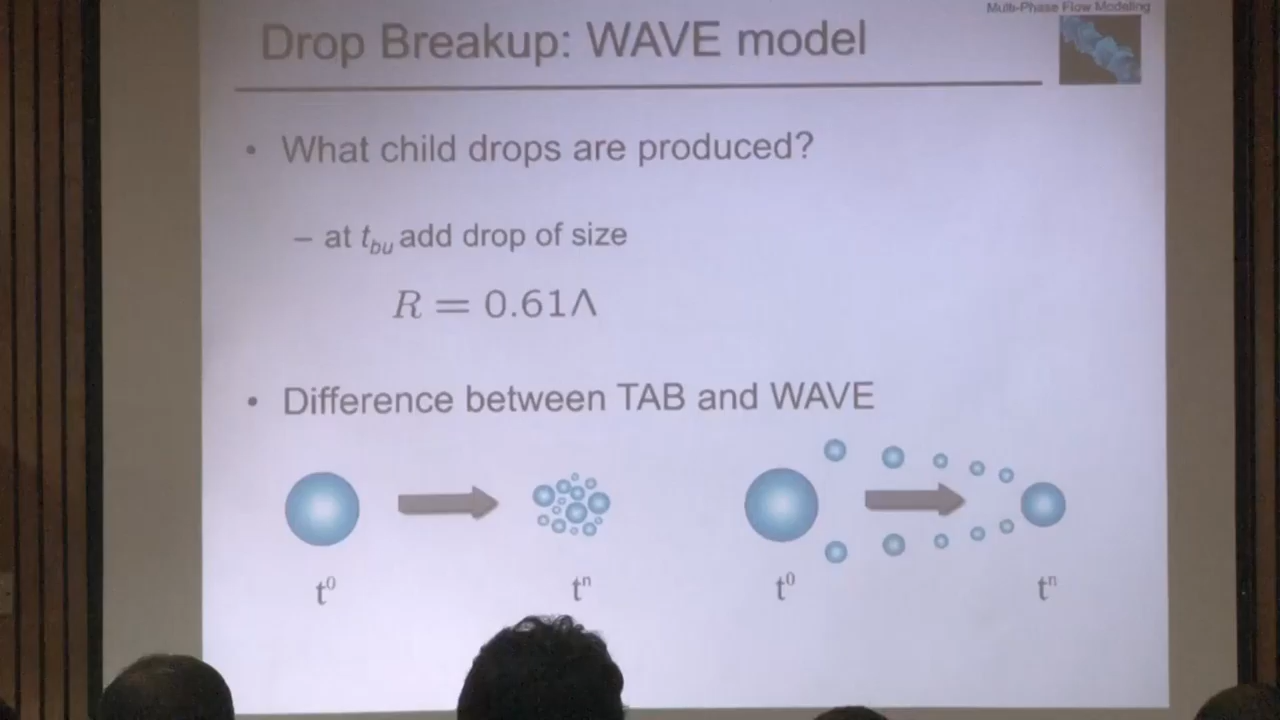 Multi-Phase Flow Modeling
Drop Breakup: WAVE model
• What child drops are produced?
– at t_bu add drop of size
R = 0.61Λ
• Difference between TAB and WAVE
t⁰ tⁿ t⁰ tⁿ